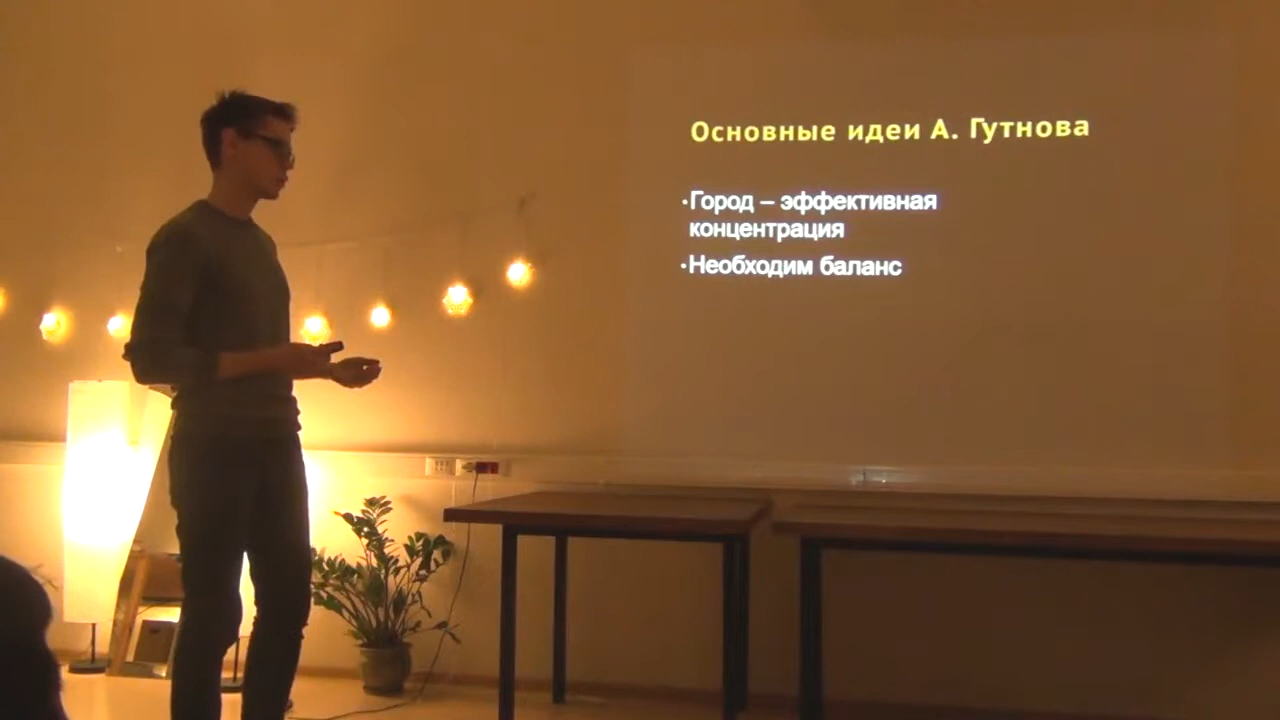 Основные идеи А. Гутнова
•Город – эффективная
концентрация
•Необходим баланс